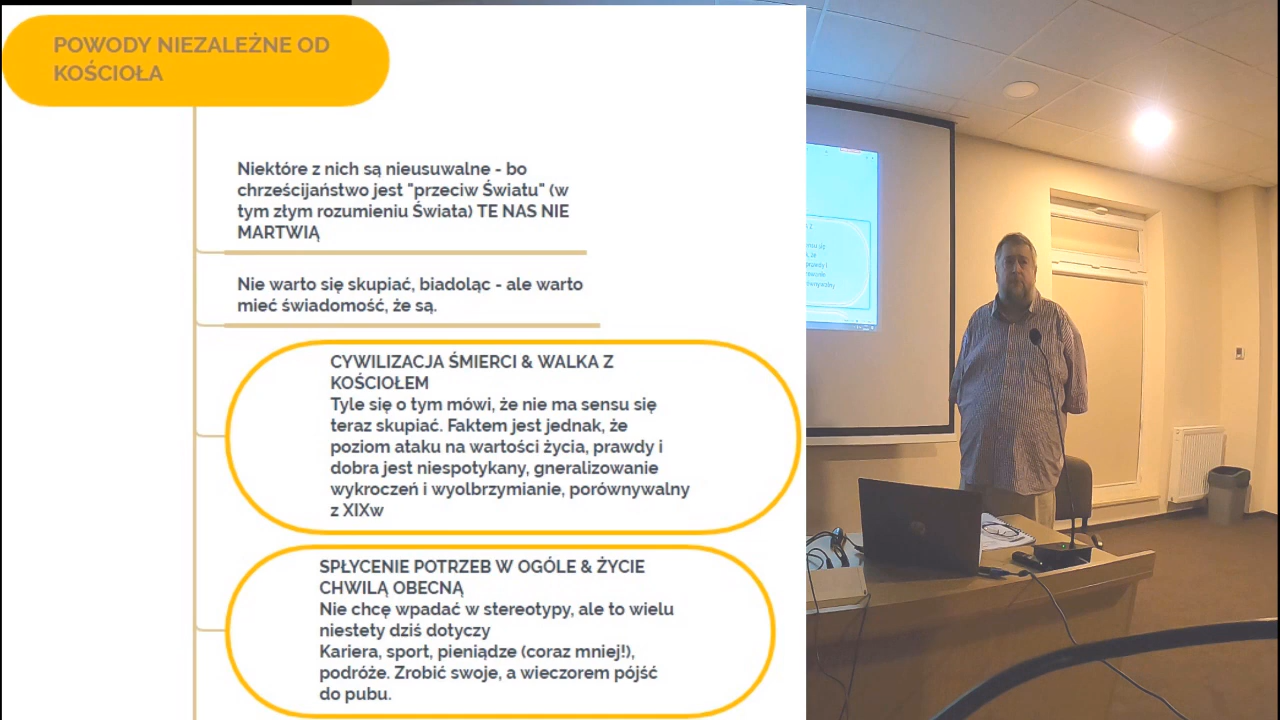 POWODY NIEZALEŻNE OD
KOŚCIOŁA
Niektóre z nich są nieusuwalne - bo
chrześcijaństwo jest "przeciw Światu" (w
tym złym rozumieniu Świata) TE NAS NIE
MARTWIĄ
Nie warto się skupiać, biadoląc - ale warto
mieć świadomość, że są.
CYWILIZACJA ŚMIERCI & WALKA Z
KOŚCIOŁEM
Tyle się o tym mówi, że nie ma sensu się
teraz skupiać. Faktem jest jednak, że
poziom ataku na wartości życia, prawdy i
dobra jest niespotykany, gneralizowanie
wykroczeń i wyolbrzymianie, porównywalny
z XIXw
SPŁYCENIE POTRZEB W OGÓLE & ŻYCIE
CHWILĄ OBECNĄ
Nie chcę wpadać w stereotypy, ale to wielu
niestety dziś dotyczy
Kariera, sport, pieniądze (coraz mniej!),
podróże. Zrobić swoje, a wieczorem pójść
do pubu.